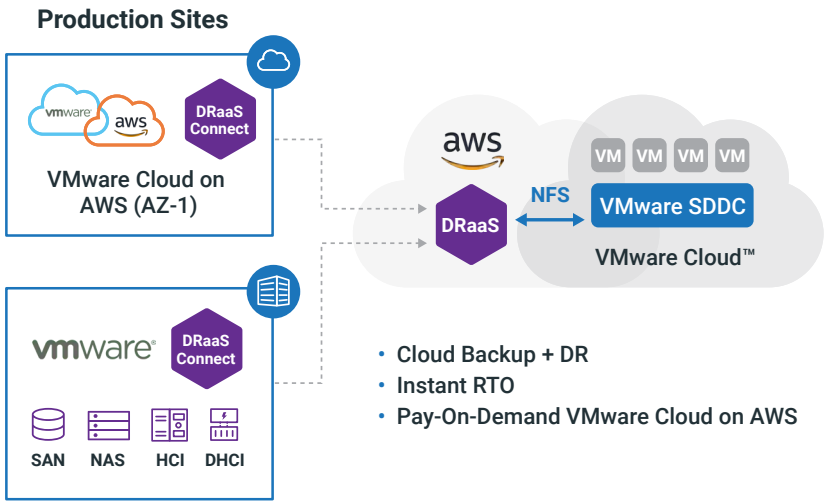 Production Sites
vmware
aws
DRaaS
Connect
VMware Cloud on
AWS (AZ-1)
vmware®
DRaaS
Connect
SAN NAS HCI DHCI
aws
DRaaS
NFS
VM VM VM VM
VMware SDDC
VMware Cloud™
• Cloud Backup + DR
• Instant RTO
• Pay-On-Demand VMware Cloud on AWS